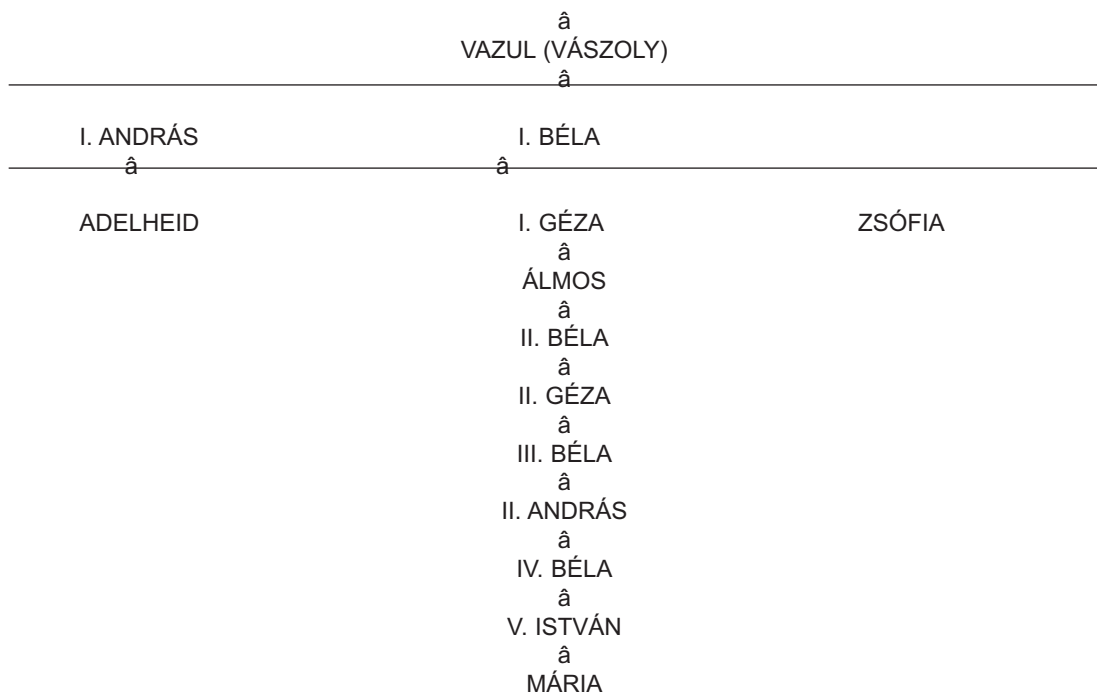 â
VAZUL (VÁSZOLY)
â
I. ANDRÁS I. BÉLA
â â
ADELHEID I. GÉZA ZSÓFIA
â
ÁLMOS
â
II. BÉLA
â
II. GÉZA
â
III. BÉLA
â
II. ANDRÁS
â
IV. BÉLA
â
V. ISTVÁN
â
MÁRIA